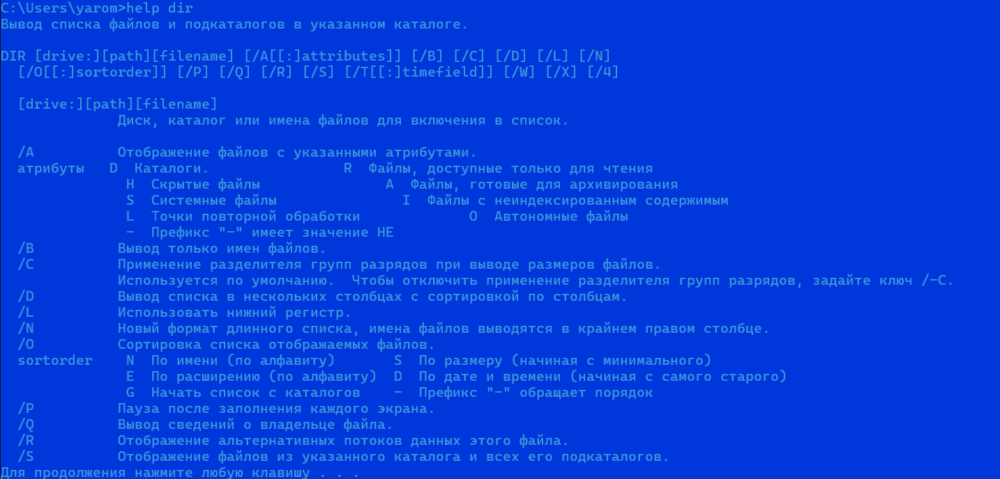 C:\Users\yarom>help dir
Вывод списка файлов и подкаталогов в указанном каталоге.

DIR [drive:][path][filename] [/A[[:]attributes]] [/B] [/C] [/D] [/L] [/N]
  [/O[[:]sortorder]] [/P] [/Q] [/R] [/S] [/T[[:]timefield]] [/W] [/X] [/4]

  [drive:][path][filename]
              Диск, каталог или имена файлов для включения в список.

  /A          Отображение файлов с указанными атрибутами.
  атрибуты   D  Каталоги.                R  Файлы, доступные только для чтения
               H  Скрытые файлы               A  Файлы, готовые для архивирования
               S  Системные файлы               I  Файлы с неиндексированным содержимым
               L  Точки повторной обработки             O  Автономные файлы
               -  Префикс "-" имеет значение НЕ
  /B          Вывод только имен файлов.
  /C          Применение разделителя групп разрядов при выводе размеров файлов.
              Используется по умолчанию.  Чтобы отключить применение разделителя групп разрядов, задайте ключ /-C.
  /D          Вывод списка в нескольких столбцах с сортировкой по столбцам.
  /L          Использовать нижний регистр.
  /N          Новый формат длинного списка, имена файлов выводятся в крайнем правом столбце.
  /O          Сортировка списка отображаемых файлов.
  sortorder    N  По имени (по алфавиту)       S  По размеру (начиная с минимального)
               E  По расширению (по алфавиту)  D  По дате и времени (начиная с самого старого)
               G  Начать список с каталогов    -  Префикс "-" обращает порядок
  /P          Пауза после заполнения каждого экрана.
  /Q          Вывод сведений о владельце файла.
  /R          Отображение альтернативных потоков данных этого файла.
  /S          Отображение файлов из указанного каталога и всех его подкаталогов.
Для продолжения нажмите любую клавишу . . .